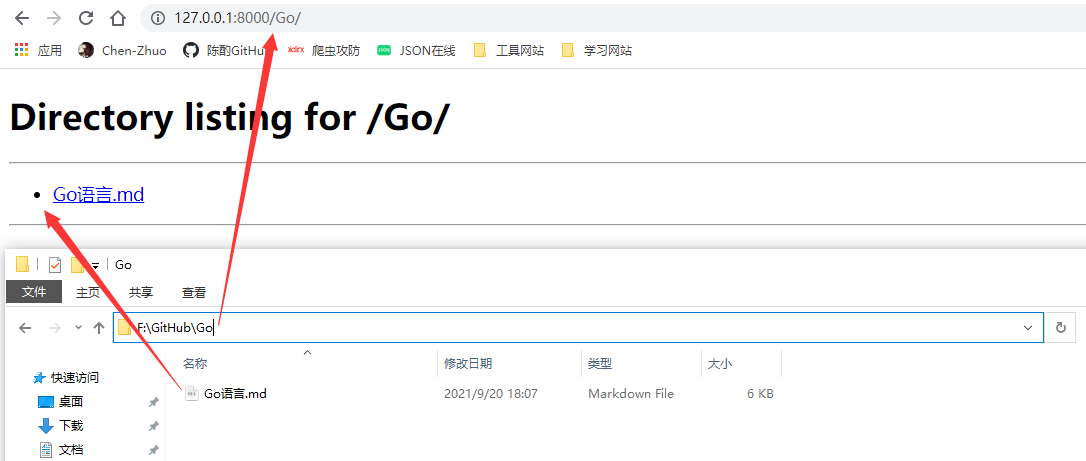 127.0.0.1:8000/Go/
应用 Chen-Zhuo 陈酌GitHu 爬虫攻防 JSON在线 工具网站 学习网站
Directory listing for /Go/
Go语言.md
Go
文件 主页 共享 查看
F:\GitHub\Go
名称 修改日期 类型 大小
快速访问
Go语言.md 2021/9/20 18:07 Markdown File 6 KB
桌面
下载
文档